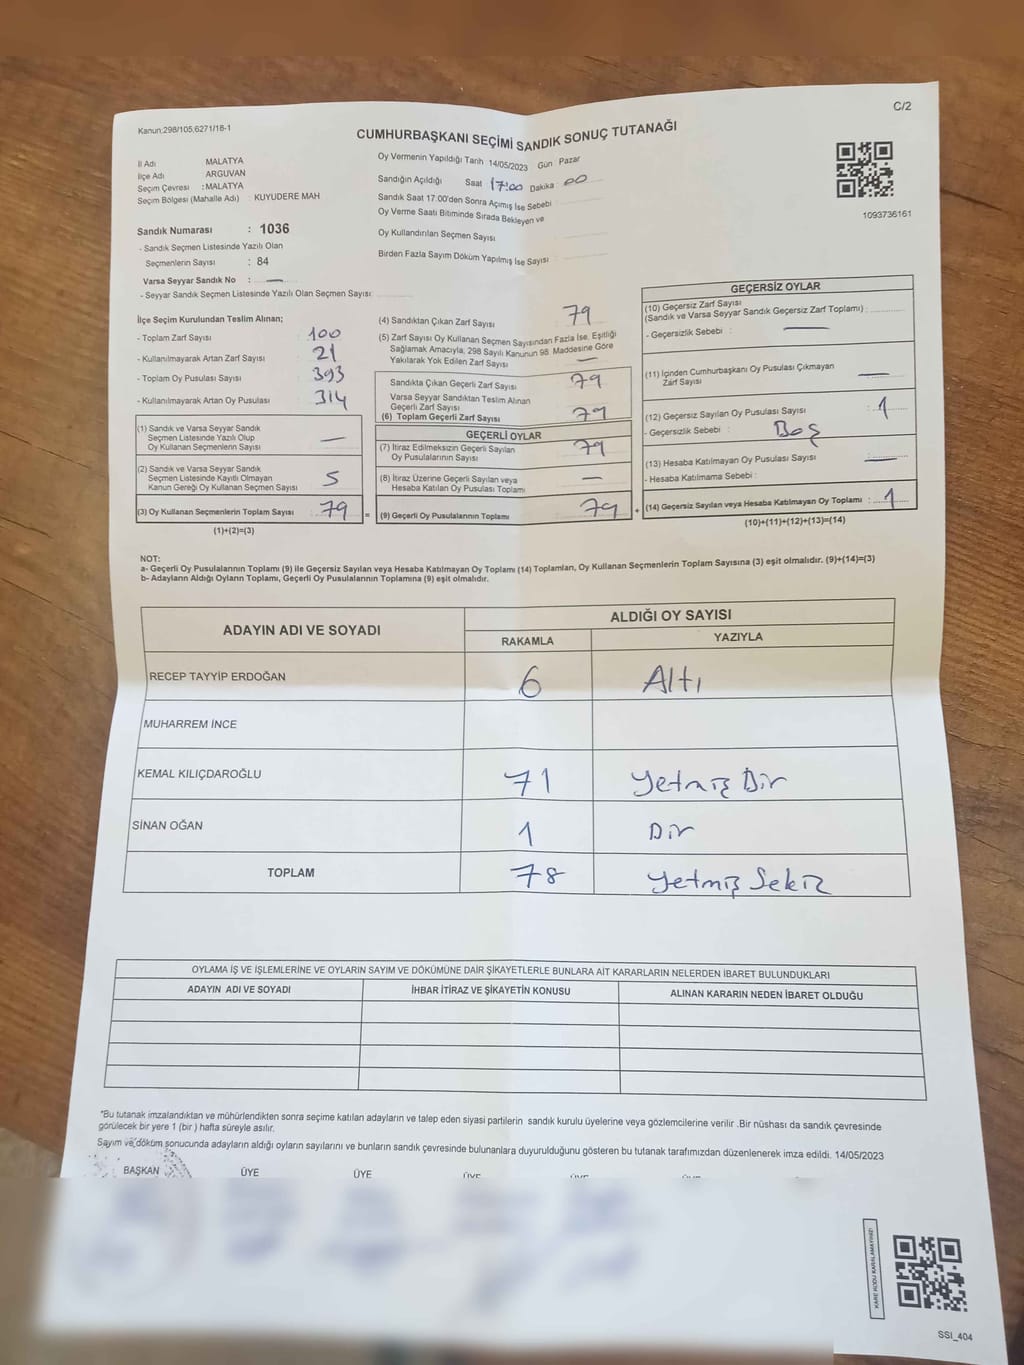 C/2
Kanun:298/105,6271/16-1
CUMHURBAŞKANI SEÇİMİ SANDIK SONUÇ TUTANAĞI
İl Adı MALATYA
İlçe Adı ARGUVAN
Seçim Çevresi : MALATYA
Seçim Bölgesi (Mahalle Adı) : KUYUDERE MAH
Oy Vermenin Yapıldığı Tarih 14/05/2023 Gün Pazar
Sandığın Açıldığı Saat 17:00 Dakika : 00
Sandık Saat 17.00'den Sonra Açımış İse Sebebi :
Oy Verme Saati Bitiminde Sırada Bekleyen ve
Oy Kullandırılan Seçmen Sayısı
Birden Fazla Sayım Döküm Yapılmış İse Sayısı :
1093736161
Sandık Numarası : 1036
- Sandık Seçmen Listesinde Yazılı Olan
Seçmenlerin Sayısı : 84
Varsa Seyyar Sandık No : —
- Seyyar Sandık Seçmen Listesinde Yazılı Olan Seçmen Sayısı:
İlçe Seçim Kurulundan Teslim Alınan;
- Toplam Zarf Sayısı : 100
- Kullanılmayarak Artan Zarf Sayısı : 21
- Toplam Oy Pusulası Sayısı : 393
- Kullanılmayarak Artan Oy Pusulası : 314
(1) Sandık ve Varsa Seyyar Sandık
Seçmen Listesinde Yazılı Olup
Oy Kullanan Seçmenlerin Sayısı : —
(2) Sandık ve Varsa Seyyar Sandık
Seçmen Listesinde Kayıtlı Olmayan
Kanun Gereği Oy Kullanan Seçmen Sayısı : 5
(3) Oy Kullanan Seçmenlerin Toplam Sayısı : 79 =
(1)+(2)=(3)
(4) Sandıktan Çıkan Zarf Sayısı : 79
(5) Zarf Sayısı Oy Kullanan Seçmen Sayısından Fazla İse, Eşitliği
Sağlamak Amacıyla, 298 Sayılı Kanunun 98. Maddesine Göre
Yakılarak Yok Edilen Zarf Sayısı : —
Sandıkta Çıkan Geçerli Zarf Sayısı : 79
Varsa Seyyar Sandıktan Teslim Alınan
Geçerli Zarf Sayısı
(6) Toplam Geçerli Zarf Sayısı : 79
GEÇERLİ OYLAR
(7) İtiraz Edilmeksizin Geçerli Sayılan
Oy Pusulalarının Sayısı : 79
(8) İtiraz Üzerine Geçerli Sayılan veya
Hesaba Katılan Oy Pusulası Toplamı : —
(9) Geçerli Oy Pusulalarının Toplamı : 79 +
GEÇERSİZ OYLAR
(10) Geçersiz Zarf Sayısı
(Sandık ve Varsa Seyyar Sandık Geçersiz Zarf Toplamı) :
- Geçersizlik Sebebi : —
(11) İçinden Cumhurbaşkanı Oy Pusulası Çıkmayan
Zarf Sayısı : —
(12) Geçersiz Sayılan Oy Pusulası Sayısı : 1
- Geçersizlik Sebebi : Boş
(13) Hesaba Katılmayan Oy Pusulası Sayısı : —
- Hesaba Katılmama Sebebi :
(14) Geçersiz Sayılan veya Hesaba Katılmayan Oy Toplamı : 1
(10)+(11)+(12)+(13)=(14)
NOT:
a- Geçerli Oy Pusulalarının Toplamı (9) ile Geçersiz Sayılan veya Hesaba Katılmayan Oy Toplamı (14) Toplamları, Oy Kullanan Seçmenlerin Toplam Sayısına (3) eşit olmalıdır. (9)+(14)=(3)
b- Adayların Aldığı Oyların Toplamı, Geçerli Oy Pusulalarının Toplamına (9) eşit olmalıdır.
ADAYIN ADI VE SOYADI ALDIĞI OY SAYISI
RAKAMLA YAZIYLA
RECEP TAYYİP ERDOĞAN 6 Altı
MUHARREM İNCE
KEMAL KILIÇDAROĞLU 71 Yetmiş Bir
SİNAN OĞAN 1 Bir
TOPLAM 78 Yetmiş Sekiz
OYLAMA İŞ VE İŞLEMLERİNE VE OYLARIN SAYIM VE DÖKÜMÜNE DAİR ŞİKAYETLERLE BUNLARA AİT KARARLARIN NELERDEN İBARET BULUNDUKLARI
ADAYIN ADI VE SOYADI İHBAR İTİRAZ VE ŞİKAYETİN KONUSU ALINAN KARARIN NEDEN İBARET OLDUĞU
*Bu tutanak imzalandıktan ve mühürlendikten sonra seçime katılan adayların ve talep eden siyasi partilerin sandık kurulu üyelerine veya gözlemcilerine verilir .Bir nüshası da sandık çevresinde
görülecek bir yere 1 (bir ) hafta süreyle asılır.
Sayım ve döküm sonucunda adayların aldığı oyların sayılarını ve bunların sandık çevresinde bulunanlara duyurulduğunu gösteren bu tutanak tarafımızdan düzenlenerek imza edildi. 14/05/2023
BAŞKAN ÜYE ÜYE ÜYE ÜYE ÜYE
KARE KODU KARALAMAYINIZ!
SSI_404